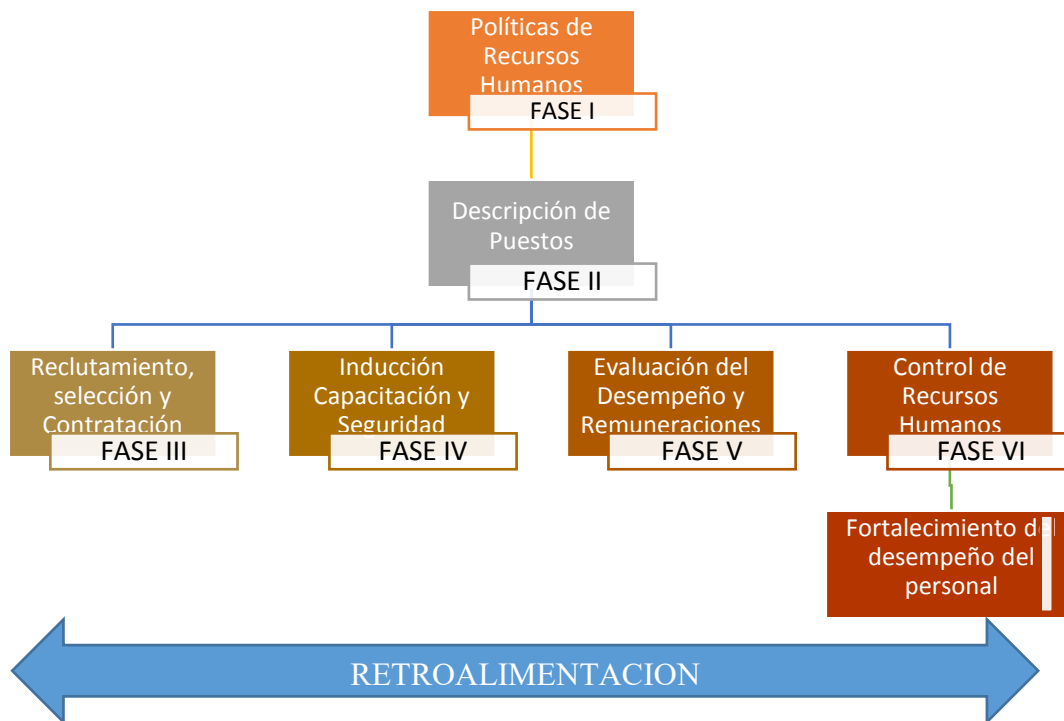 Políticas de
Recursos
Humanos
FASE I
Descripción de
Puestos
FASE II
Reclutamiento,
selección y
Contratación
FASE III
Inducción
Capacitación y
Seguridad
FASE IV
Evaluación del
Desempeño y
Remuneraciones
FASE V
Control de
Recursos
Humanos
FASE VI
Fortalecimiento del
desempeño del
personal
RETROALIMENTACION